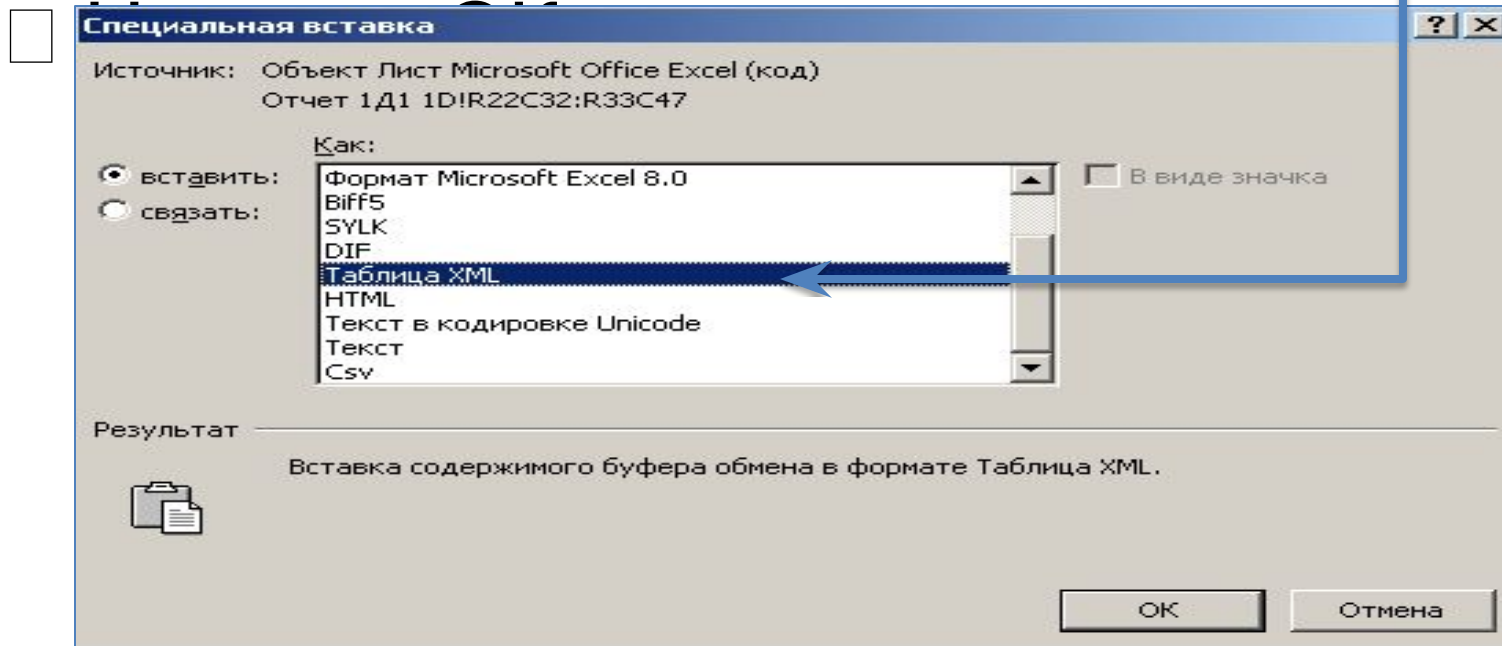 Специальная вставка
Источник: Объект Лист Microsoft Office Excel (код)
Отчет 1Д1 1D!R22C32:R33C47
Как:
вставить:
связать:
Формат Microsoft Excel 8.0
Biff5
SYLK
DIF
Таблица XML
HTML
Текст в кодировке Unicode
Текст
Csv
В виде значка
Результат
Вставка содержимого буфера обмена в формате Таблица XML.
ОК
Отмена